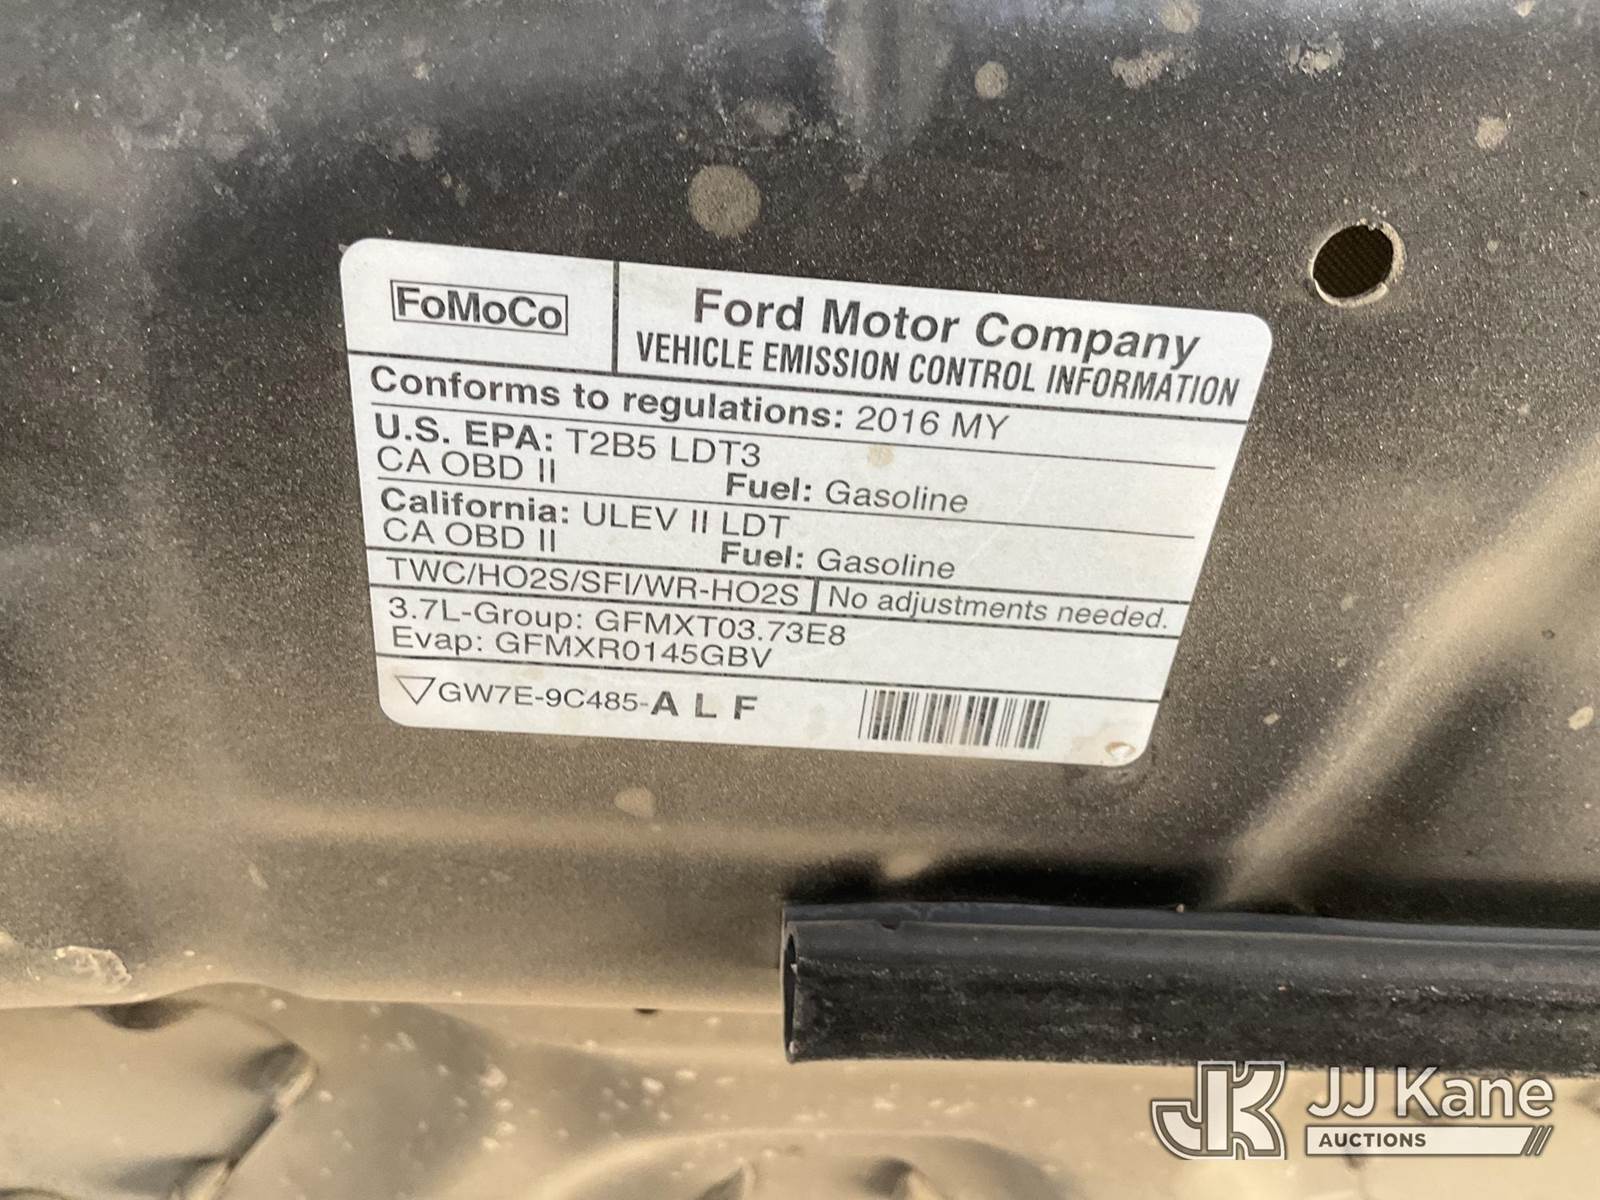 FoMoCo
Ford Motor Company
VEHICLE EMISSION CONTROL INFORMATION
Conforms to regulations: 2016 MY
U.S. EPA: T2B5 LDT3
CA OBD II Fuel: Gasoline
California: ULEV II LDT
CA OBD II Fuel: Gasoline
TWC/HO2S/SFI/WR-HO2S No adjustments needed.
3.7L-Group: GFMXT03.73E8
Evap: GFMXR0145GBV
GW7E-9C485-A L F
JK JJ Kane
AUCTIONS